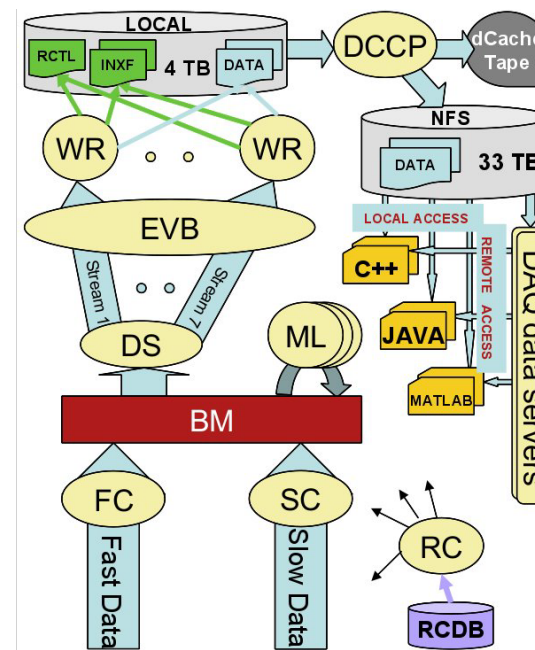 LOCAL
RCTL
INXF
4 TB
DATA
DCCP
dCache
Tape
NFS
DATA
33 TB
WR
WR
LOCAL ACCESS
EVB
C++
REMOTE ACCESS
Stream 1
Stream 7
JAVA
DS
ML
MATLAB
DAQ data servers
BM
FC
SC
RC
Fast Data
Slow Data
RCDB